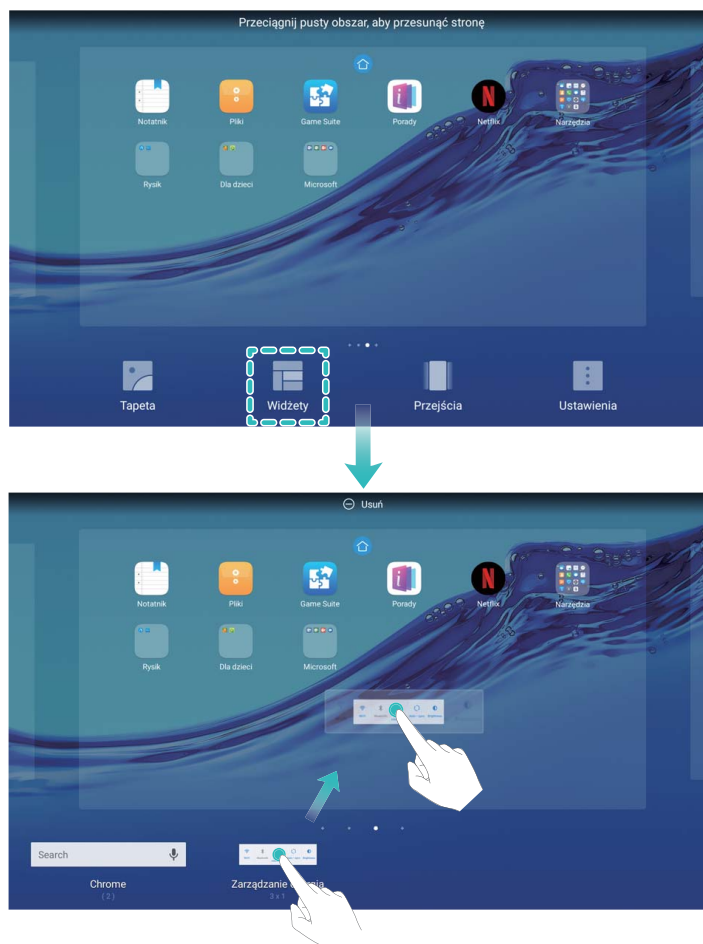 Przeciągnij pusty obszar, aby przesunąć stronę
Notatnik Pliki Game Suite Porady Netflix Narzędzia
Rysik Dla dzieci Microsoft
Tapeta Widżety Przejścia Ustawienia
Usuń
Notatnik Pliki Game Suite Porady Netflix Narzędzia
Rysik Dla dzieci Microsoft
Search
Chrome Zarządzanie
(2) 3 x 1